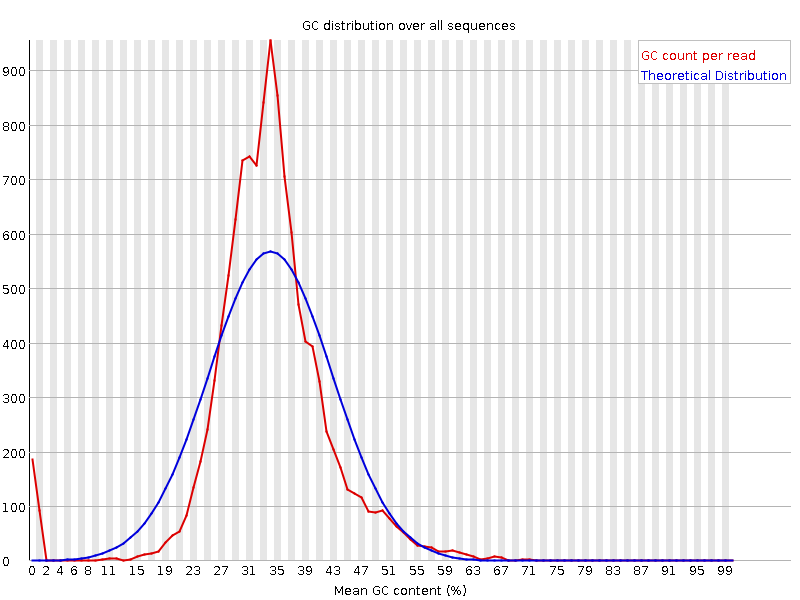 GC distribution over all sequences
GC count per read
Theoretical Distribution
900
800
700
600
500
400
300
200
100
0
0 2 4 6 8 11 15 19 23 27 31 35 39 43 47 51 55 59 63 67 71 75 79 83 87 91 95 99
Mean GC content (%)